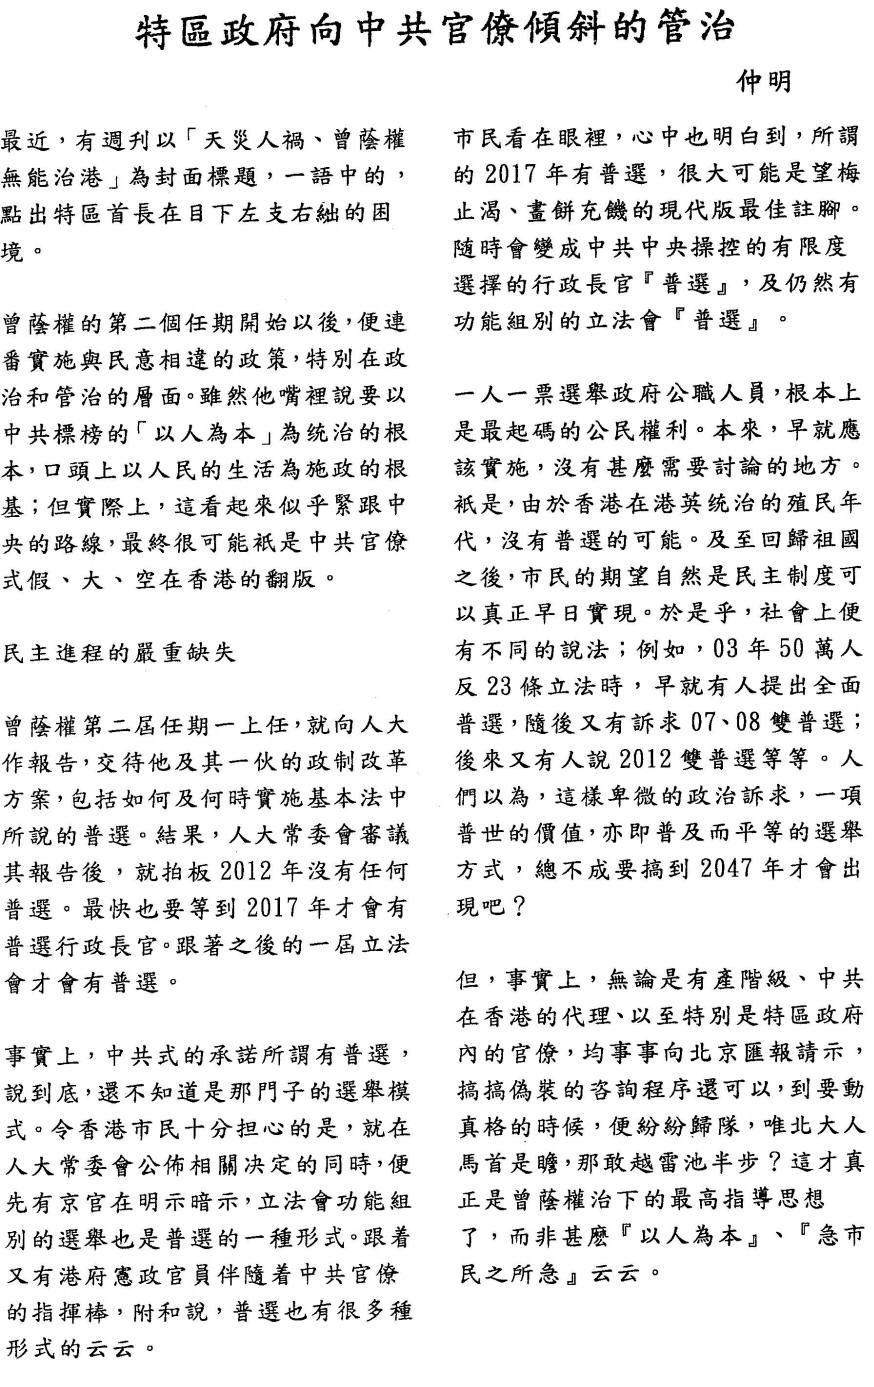 特區政府向中共官僚傾斜的管治
仲明
最近，有週刊以「天災人禍、曾蔭權
無能治港」為封面標題，一語中的，
點出特區首長在目下左支右絀的困
境。
曾蔭權的第二個任期開始以後，便連
番實施與民意相違的政策，特別在政
治和管治的層面。雖然他嘴裡說要以
中共標榜的「以人為本」為统治的根
本，口頭上以人民的生活為施政的根
基；但實際上，這看起來似乎緊跟中
央的路線，最終很可能衹是中共官僚
式假、大、空在香港的翻版。
民主進程的嚴重缺失
曾蔭權第二屆任期一上任，就向人大
作報告，交待他及其一伙的政制改革
方案，包括如何及何時實施基本法中
所說的普選。結果，人大常委會審議
其報告後，就拍板 2012 年沒有任何
普選。最快也要等到 2017 年才會有
普選行政長官。跟著之後的一屆立法
會才會有普選。
事實上，中共式的承諾所謂有普選，
說到底，還不知道是那門子的選舉模
式。令香港市民十分担心的是，就在
人大常委會公佈相關決定的同時，便
先有京官在明示暗示，立法會功能組
別的選舉也是普選的一種形式。跟着
又有港府憲政官員伴隨着中共官僚
的指揮棒，附和說，普選也有很多種
形式的云云。
市民看在眼裡，心中也明白到，所謂
的 2017 年有普選，很大可能是望梅
止渴、畫餅充饑的現代版最佳註腳。
随時會變成中共中央操控的有限度
選擇的行政長官『普選』，及仍然有
功能組別的立法會『普選』。
一人一票選舉政府公職人員，根本上
是最起碼的公民權利。本來，早就應
該實施，沒有甚麼需要討論的地方。
衹是，由於香港在港英统治的殖民年
代，沒有普選的可能。及至回歸祖國
之後，市民的期望自然是民主制度可
以真正早日實現。於是乎，社會上便
有不同的說法；例如，03 年 50 萬人
反 23 條立法時，早就有人提出全面
普選，隨後又有訴求 07、08 雙普選；
後來又有人說 2012 雙普選等等。人
們以為，這樣卑微的政治訴求，一項
普世的價值，亦即普及而平等的選舉
方式，總不成要搞到 2047 年才會出
現吧？
但，事實上，無論是有產階級、中共
在香港的代理、以至特別是特區政府
內的官僚，均事事向北京匯報請示，
搞搞偽裝的咨詢程序還可以，到要動
真格的時候，便紛紛歸隊，唯北大人
馬首是瞻，那敢越雷池半步？這才真
正是曾蔭權治下的最高指導思想
了，而非甚麽『以人為本』、『急市
民之所急』云云。